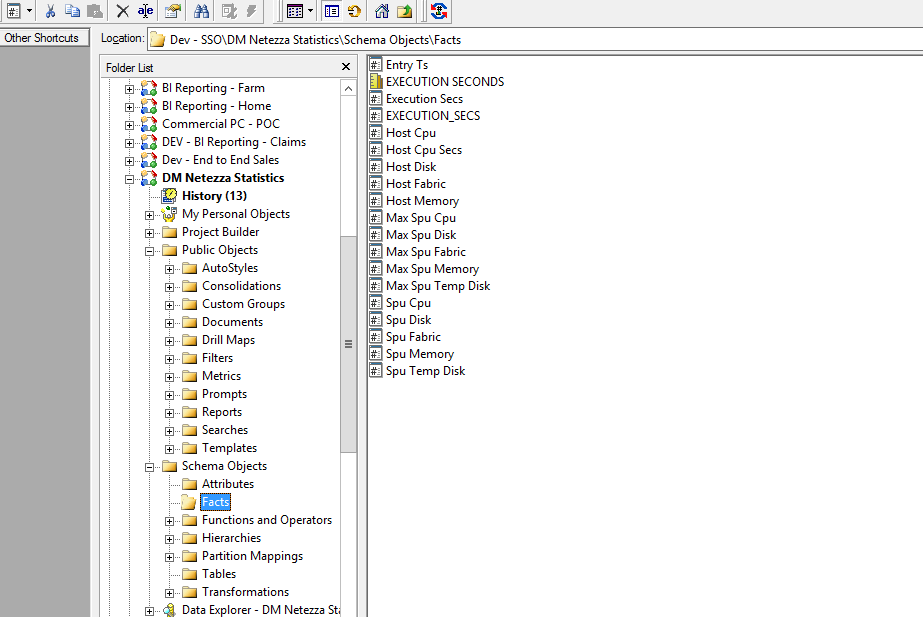 Other Shortcuts
Location: Dev - SSO\DM Netezza Statistics\Schema Objects\Facts
Folder List
BI Reporting - Farm
BI Reporting - Home
Commercial PC - POC
DEV - BI Reporting - Claims
Dev - End to End Sales
DM Netezza Statistics
History (13)
My Personal Objects
Project Builder
Public Objects
AutoStyles
Consolidations
Custom Groups
Documents
Drill Maps
Filters
Metrics
Prompts
Reports
Searches
Templates
Schema Objects
Attributes
Facts
Functions and Operators
Hierarchies
Partition Mappings
Tables
Transformations
Data Explorer - DM Netezza Sta
Entry Ts
EXECUTION SECONDS
Execution Secs
EXECUTION_SECS
Host Cpu
Host Cpu Secs
Host Disk
Host Fabric
Host Memory
Max Spu Cpu
Max Spu Disk
Max Spu Fabric
Max Spu Memory
Max Spu Temp Disk
Spu Cpu
Spu Disk
Spu Fabric
Spu Memory
Spu Temp Disk